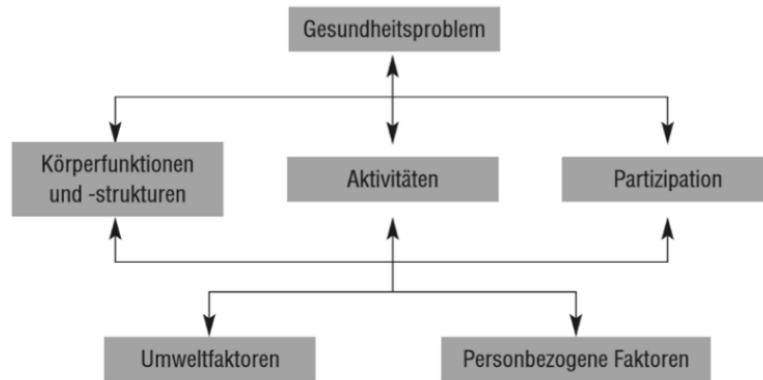 Gesundheitsproblem
Körperfunktionen
und -strukturen
Aktivitäten
Partizipation
Umweltfaktoren
Personbezogene Faktoren